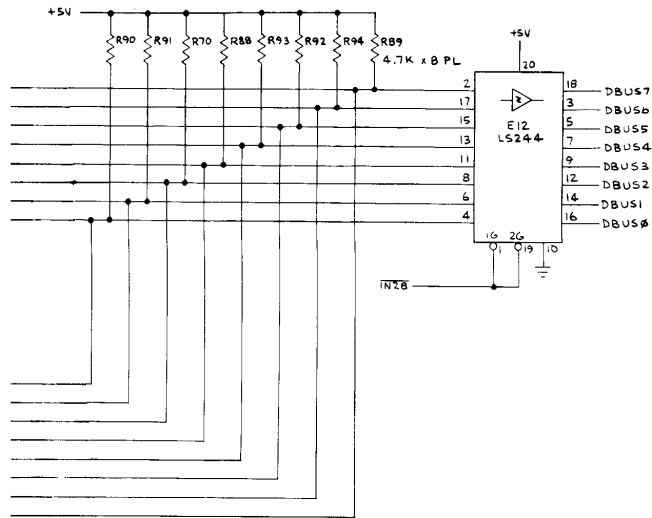 +5V
R90 R91 R70 R88 R93 R92 R94 R89
4.7K x 8 PL
+5V
20
2 18 DBUS7
17 3 DBUS6
E12
15 5 DBUS5
LS244
13 7 DBUS4
11 9 DBUS3
8 12 DBUS2
6 14 DBUS1
4 16 DBUSØ
1G 2G
1 19 10
IN2B